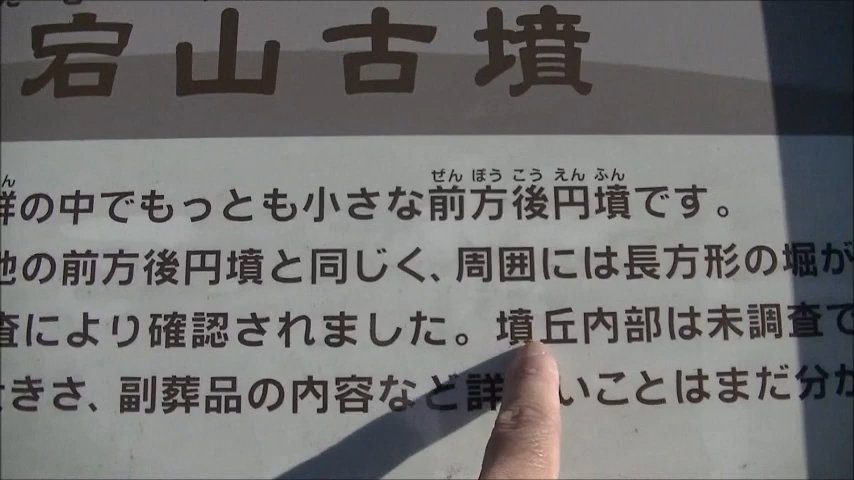 宕山古墳
群の中でもっとも小さな前方後円墳です。
ぜんぽうこうえんふん
他の前方後円墳と同じく、周囲には長方形の堀が
査により確認されました。墳丘内部は未調査で
きさ、副葬品の内容など詳 いことはまだ分か